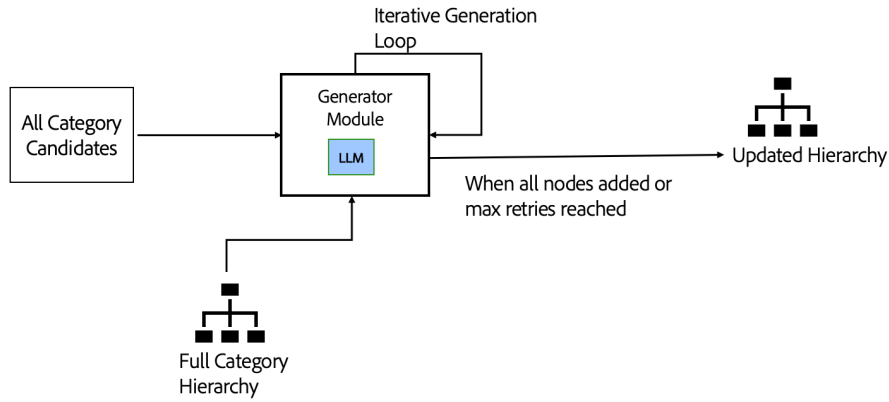 Iterative Generation
Loop
Generator
Module
LLM
All Category
Candidates
Updated Hierarchy
When all nodes added or
max retries reached
Full Category
Hierarchy